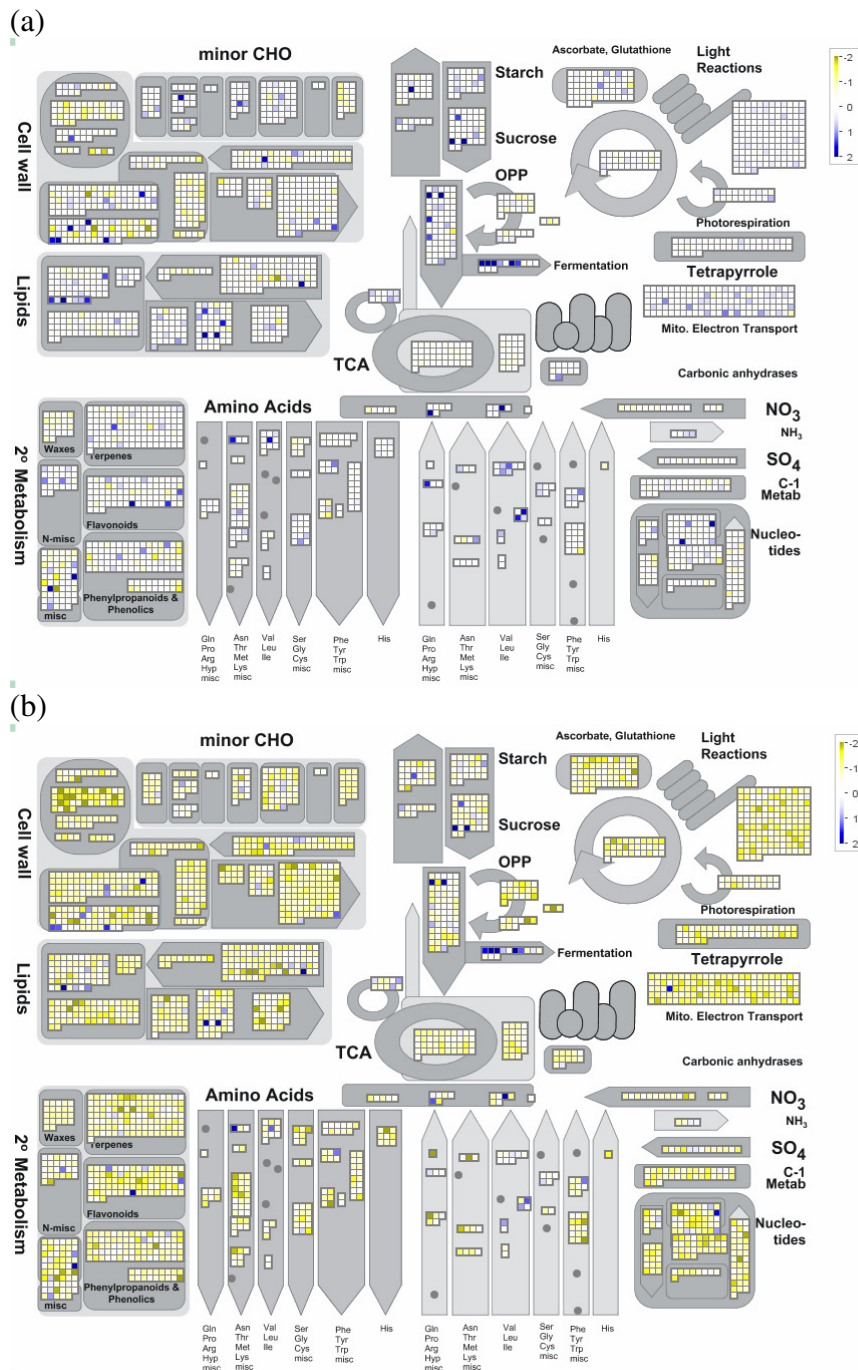 (a)
minor CHO
Cell wall
Lipids
2º Metabolism
Starch
Sucrose
OPP
Fermentation
TCA
Ascorbate, Glutathione
Light
Reactions
-2
-1
0
1
2
Photorespiration
Tetrapyrrole
Mito. Electron Transport
Carbonic anhydrases
Amino Acids
NO3
NH3
SO4
C-1
Metab
Nucleo-
tides
Waxes
Terpenes
N-misc
Flavonoids
misc
Phenylpropanoids &
Phenolics
Gln
Pro
Arg
Hyp
misc
Asn
Thr
Met
Lys
misc
Val
Leu
Ile
Ser
Gly
Cys
misc
Phe
Tyr
Trp
misc
His
Gln
Pro
Arg
Hyp
misc
Asn
Thr
Met
Lys
misc
Val
Leu
Ile
Ser
Gly
Cys
misc
Phe
Tyr
Trp
misc
His
(b)
minor CHO
Cell wall
Lipids
2º Metabolism
Starch
Sucrose
OPP
Fermentation
TCA
Ascorbate, Glutathione
Light
Reactions
-2
-1
0
1
2
Photorespiration
Tetrapyrrole
Mito. Electron Transport
Carbonic anhydrases
Amino Acids
NO3
NH3
SO4
C-1
Metab
Nucleo-
tides
Waxes
Terpenes
N-misc
Flavonoids
misc
Phenylpropanoids &
Phenolics
Gln
Pro
Arg
Hyp
misc
Asn
Thr
Met
Lys
misc
Val
Leu
Ile
Ser
Gly
Cys
misc
Phe
Tyr
Trp
misc
His
Gln
Pro
Arg
Hyp
misc
Asn
Thr
Met
Lys
misc
Val
Leu
Ile
Ser
Gly
Cys
misc
Phe
Tyr
Trp
misc
His